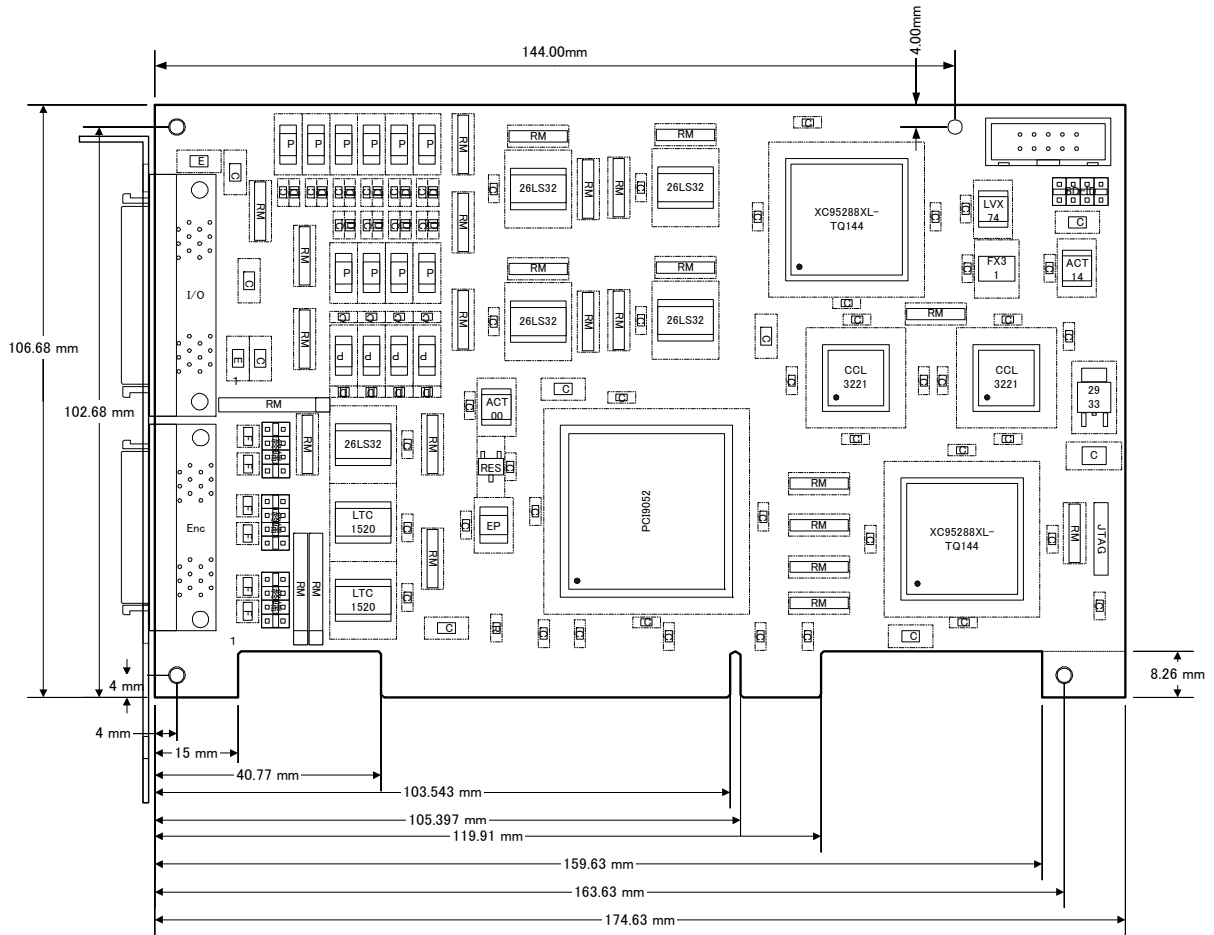 144.00mm
4.00mm
106.68 mm
102.68 mm
E
C
RM
P P P P P P
RM
RM
RM
26LS32
26LS32
C
C
C
C D C D C D C D C D C D
C D C D C D C D
RM
RM
RM
RM
P P P P
I/O
C
RM
RM
RM
RM
26LS32
26LS32
C
C
RM
RM
RM
C
XC95288XL-
TQ144
C
C
C
BD-ID
LVX
74
C
C
FX3
1
C
ACT
14
C
C
RM
C
C
C C C C
P P P P
D D D D
E
1
C
RM
C
CCL
3221
C
C
CCL
3221
C
29
33
C
C
C
C
RM
C
ACT
00
C
C
C
RES
C
C
EP
E
E
RM
26LS32
C
RM
PCI9052
C
RM
RM
RM
RM
Enc
E
E
LTC
1520
C
RM
E
E
RM
RM
LTC
1520
C
C
XC95288XL-
TQ144
C
C
RM
JTAG
C
C
C
1
C
R
C
C
C
C
C
C
4 mm
8.26 mm
4 mm
15 mm
40.77 mm
103.543 mm
105.397 mm
119.91 mm
159.63 mm
163.63 mm
174.63 mm